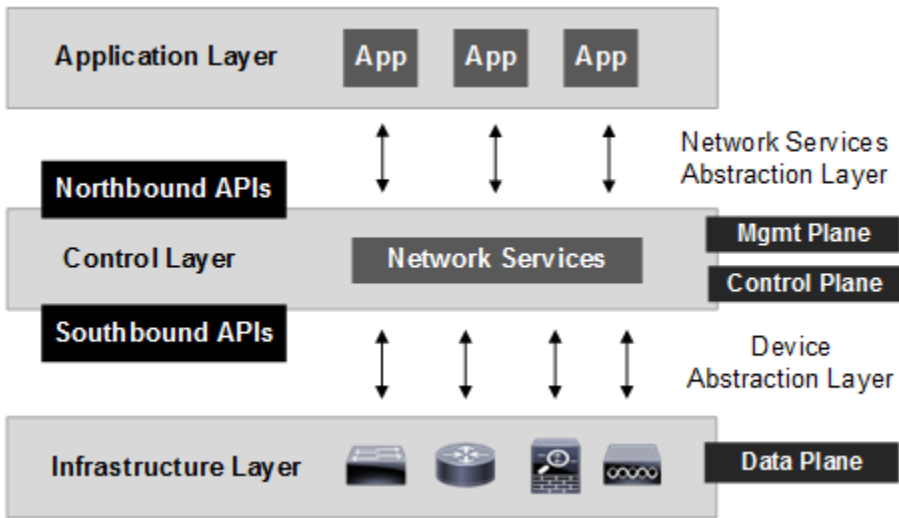 Application Layer
App
App
App
Network Services
Abstraction Layer
Northbound APIs
Control Layer
Network Services
Mgmt Plane
Control Plane
Southbound APIs
Device
Abstraction Layer
Infrastructure Layer
Data Plane